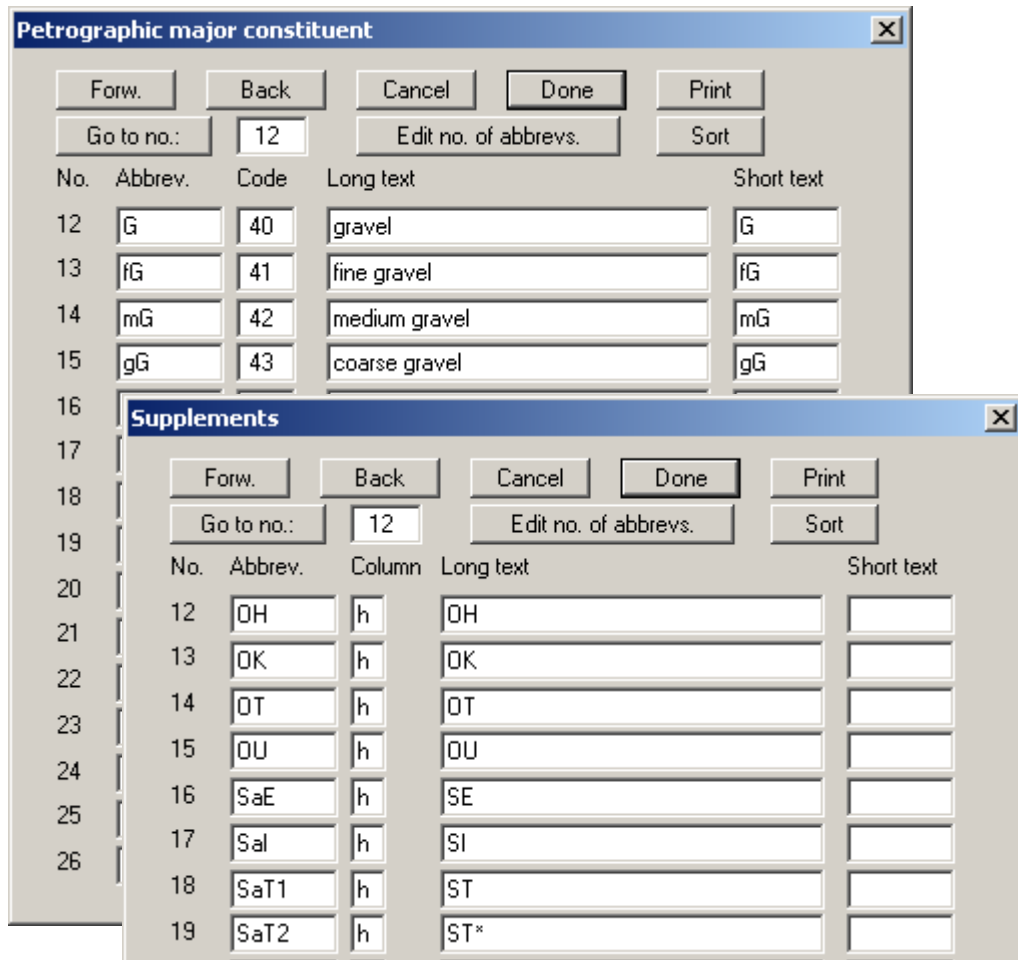 Petrographic major constituent
Forw. Back Cancel Done Print
Go to no.: 12 Edit no. of abbrevs. Sort
No. Abbrev. Code Long text Short text
12 G 40 gravel G
13 fG 41 fine gravel fG
14 mG 42 medium gravel mG
15 gG 43 coarse gravel gG
16
17
18
19
20
21
22
23
24
25
26
Supplements
Forw. Back Cancel Done Print
Go to no.: 12 Edit no. of abbrevs. Sort
No. Abbrev. Column Long text Short text
12 OH h OH
13 OK h OK
14 OT h OT
15 OU h OU
16 SaE h SE
17 SaI h SI
18 SaT1 h ST
19 SaT2 h ST*